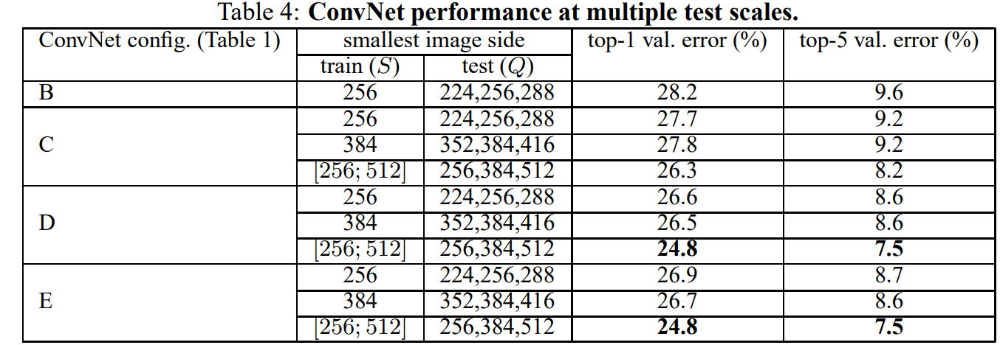 Table 4: ConvNet performance at multiple test scales.
ConvNet config. (Table 1) smallest image side top-1 val. error (%) top-5 val. error (%)
train (S) test (Q)
B 256 224,256,288 28.2 9.6
C 256 224,256,288 27.7 9.2
384 352,384,416 27.8 9.2
[256; 512] 256,384,512 26.3 8.2
D 256 224,256,288 26.6 8.6
384 352,384,416 26.5 8.6
[256; 512] 256,384,512 24.8 7.5
E 256 224,256,288 26.9 8.7
384 352,384,416 26.7 8.6
[256; 512] 256,384,512 24.8 7.5